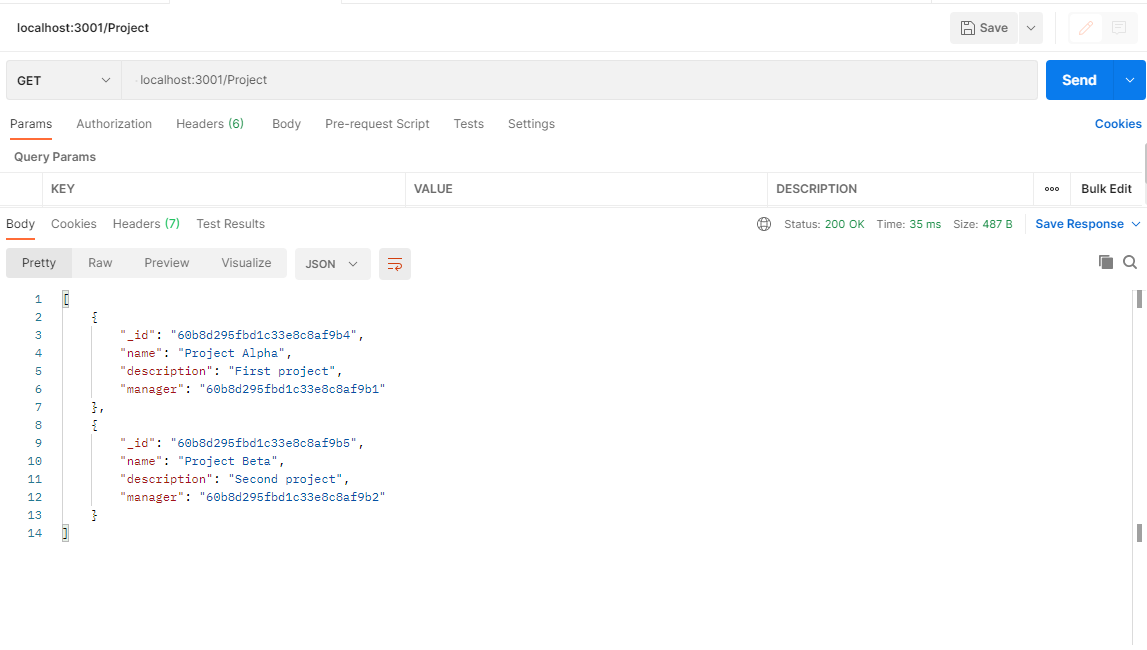 localhost:3001/Project
Save
GET
localhost:3001/Project
Send
Params Authorization Headers (6) Body Pre-request Script Tests Settings Cookies
Query Params
KEY VALUE DESCRIPTION ooo Bulk Edit
Body Cookies Headers (7) Test Results Status: 200 OK Time: 35 ms Size: 487 B Save Response
Pretty Raw Preview Visualize JSON
1 [
2 {
3 "_id": "60b8d295fbd1c33e8c8af9b4",
4 "name": "Project Alpha",
5 "description": "First project",
6 "manager": "60b8d295fbd1c33e8c8af9b1"
7 },
8 {
9 "_id": "60b8d295fbd1c33e8c8af9b5",
10 "name": "Project Beta",
11 "description": "Second project",
12 "manager": "60b8d295fbd1c33e8c8af9b2"
13 }
14 ]